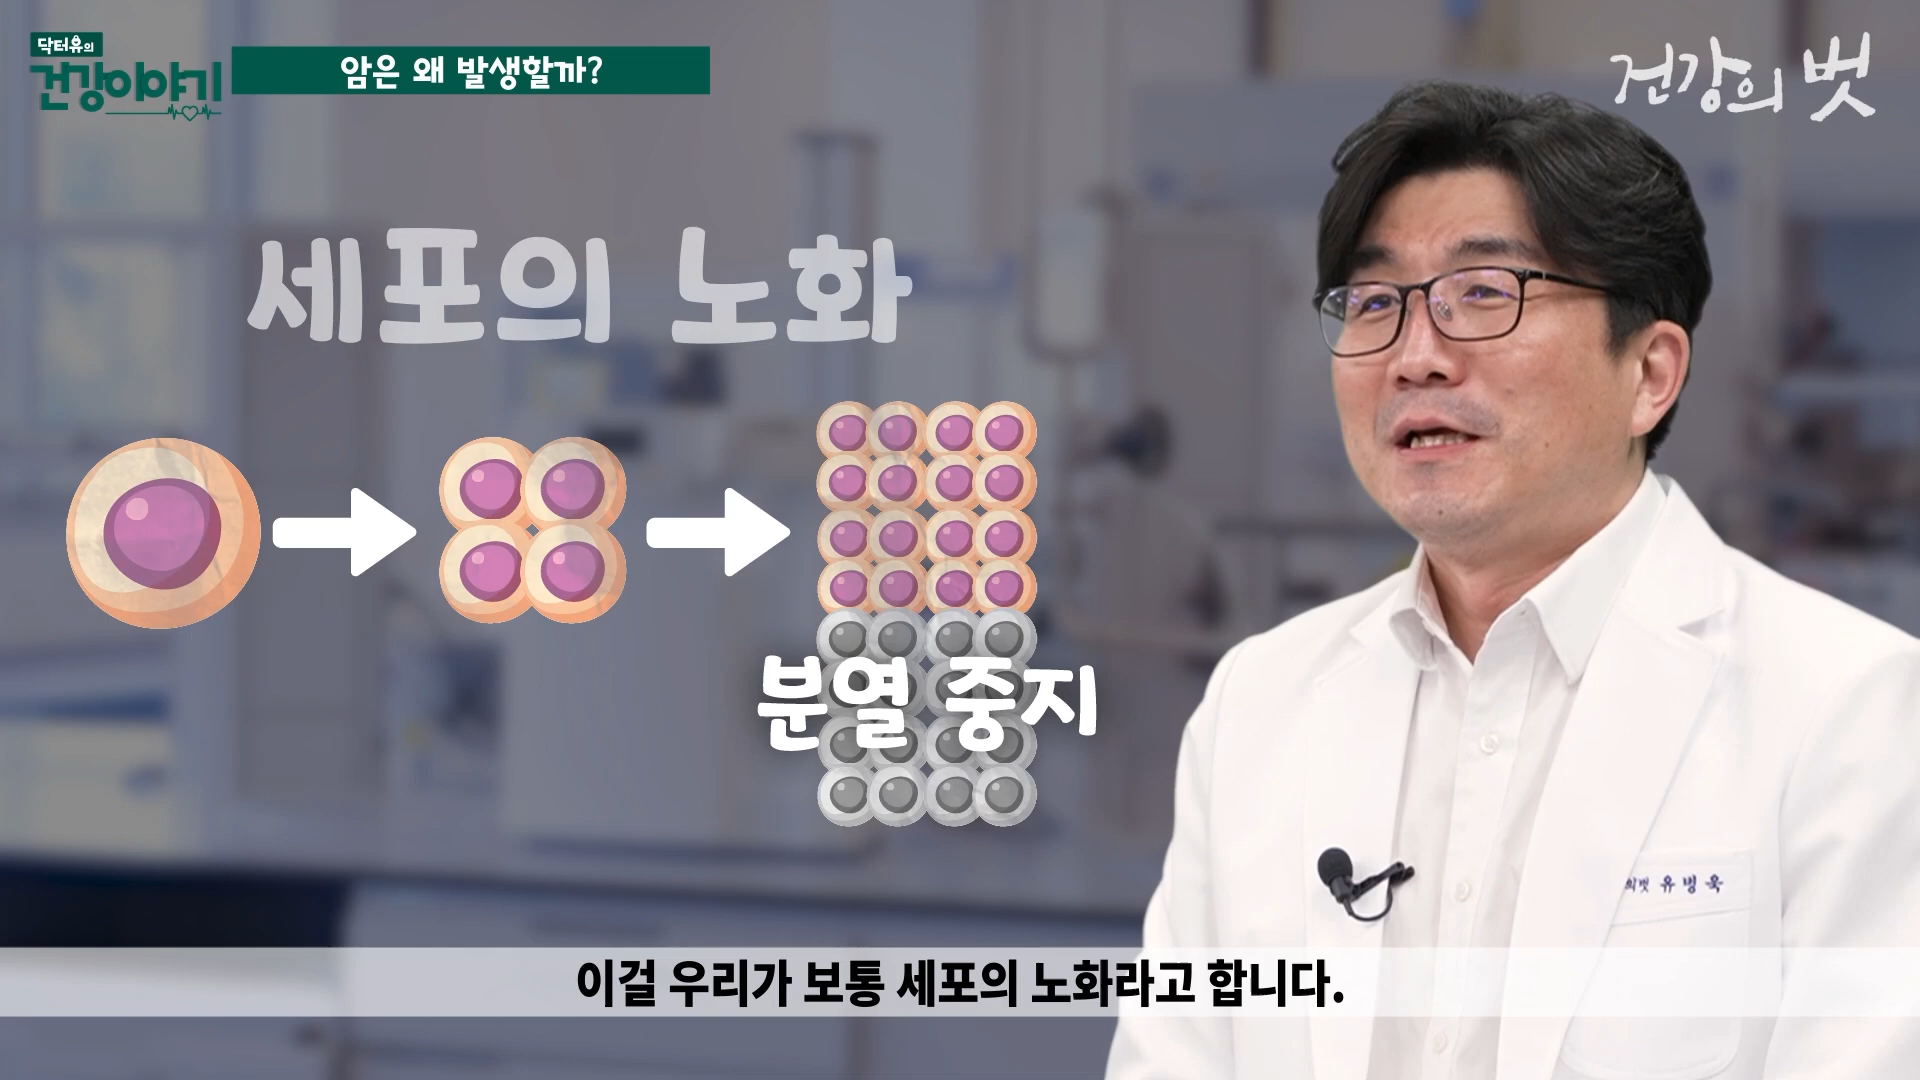 닥터유의
건강이야기
암은 왜 발생할까?
건강의 벗
세포의 노화
분열 중지
의벗 유병욱
이걸 우리가 보통 세포의 노화라고 합니다.